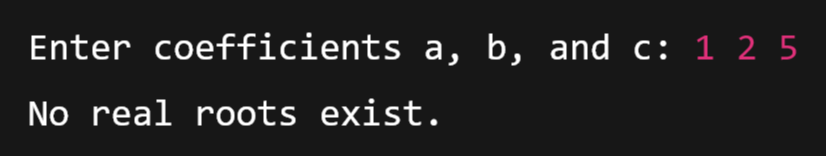 Enter coefficients a, b, and c: 1 2 5
No real roots exist.